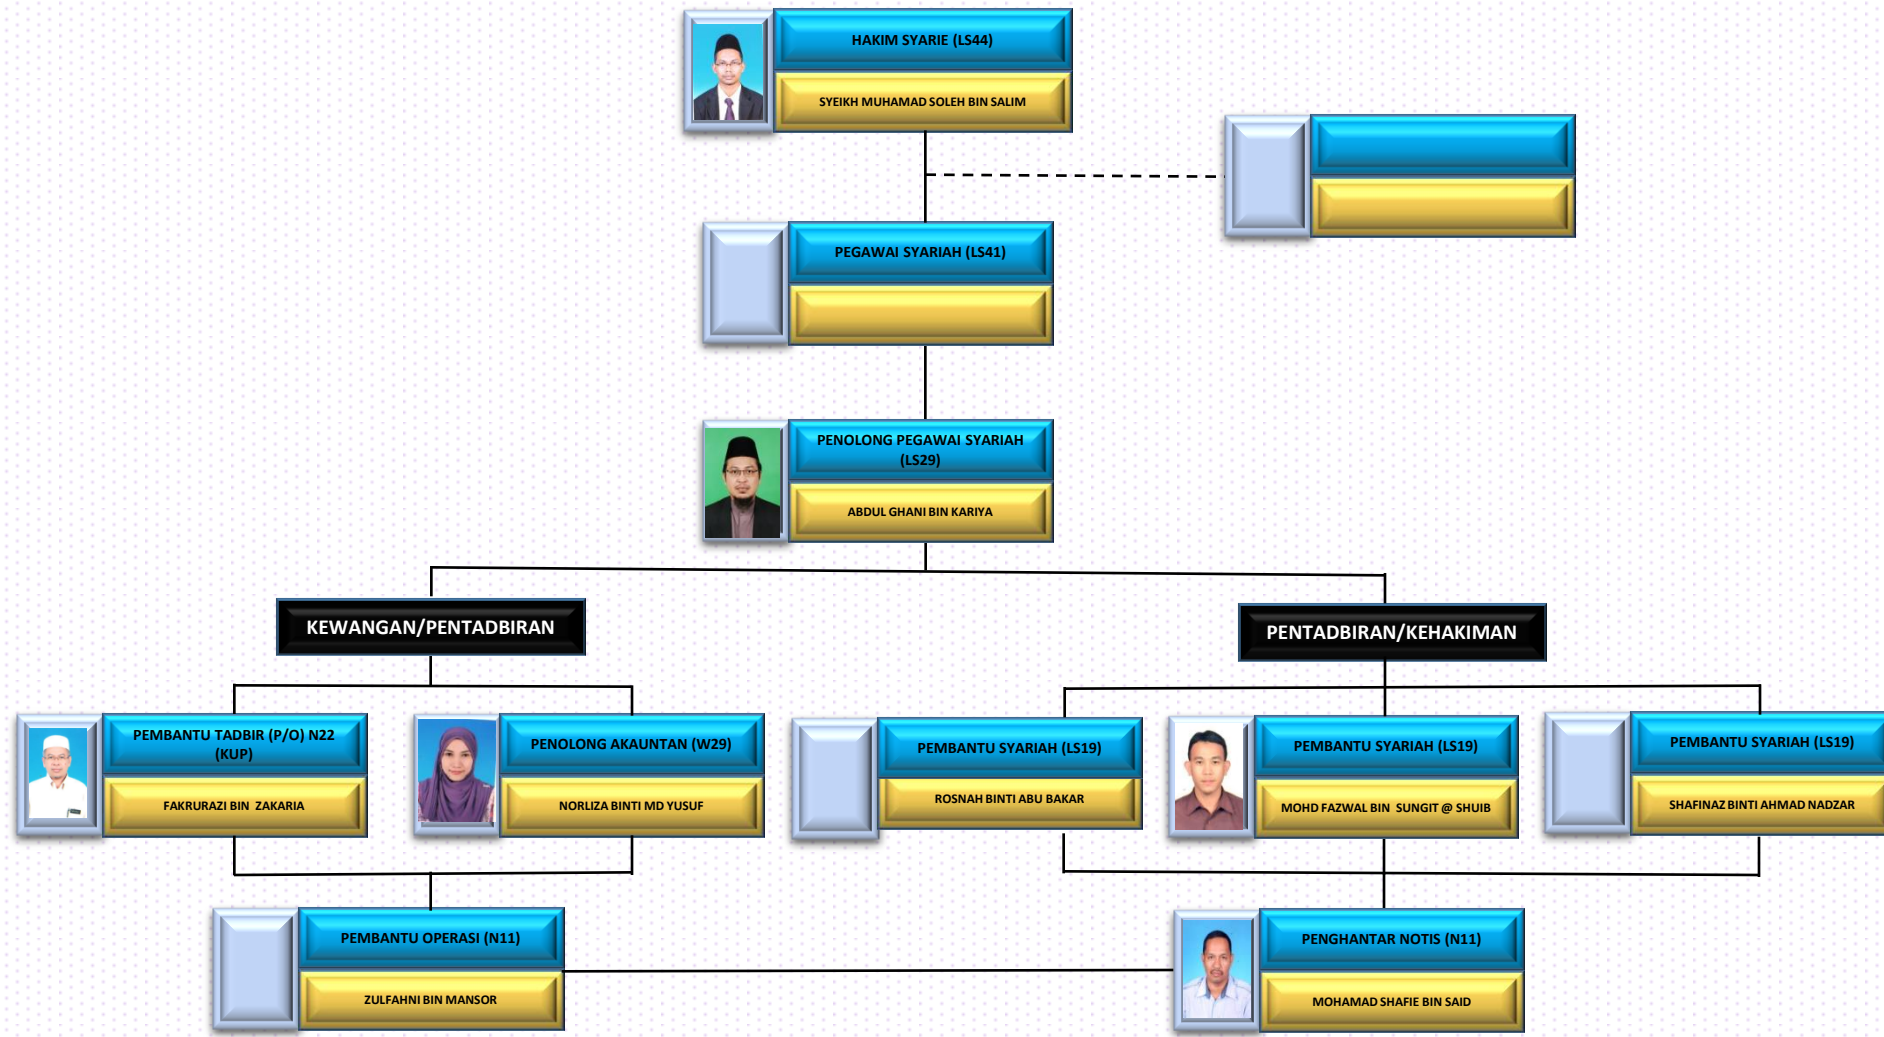 HAKIM SYARIE (LS44)
SYEIKH MUHAMAD SOLEH BIN SALIM
PEGAWAI SYARIAH (LS41)
PENOLONG PEGAWAI SYARIAH
(LS29)
ABDUL GHANI BIN KARIYA
KEWANGAN/PENTADBIRAN
PENTADBIRAN/KEHAKIMAN
PEMBANTU TADBIR (P/O) N22
(KUP)
FAKRURAZI BIN ZAKARIA
PENOLONG AKAUNTAN (W29)
NORLIZA BINTI MD YUSUF
PEMBANTU SYARIAH (LS19)
ROSNAH BINTI ABU BAKAR
PEMBANTU SYARIAH (LS19)
MOHD FAZWAL BIN SUNGIT @ SHUIB
PEMBANTU SYARIAH (LS19)
SHAFINAZ BINTI AHMAD NADZAR
PEMBANTU OPERASI (N11)
ZULFAHNI BIN MANSOR
PENGHANTAR NOTIS (N11)
MOHAMAD SHAFIE BIN SAID